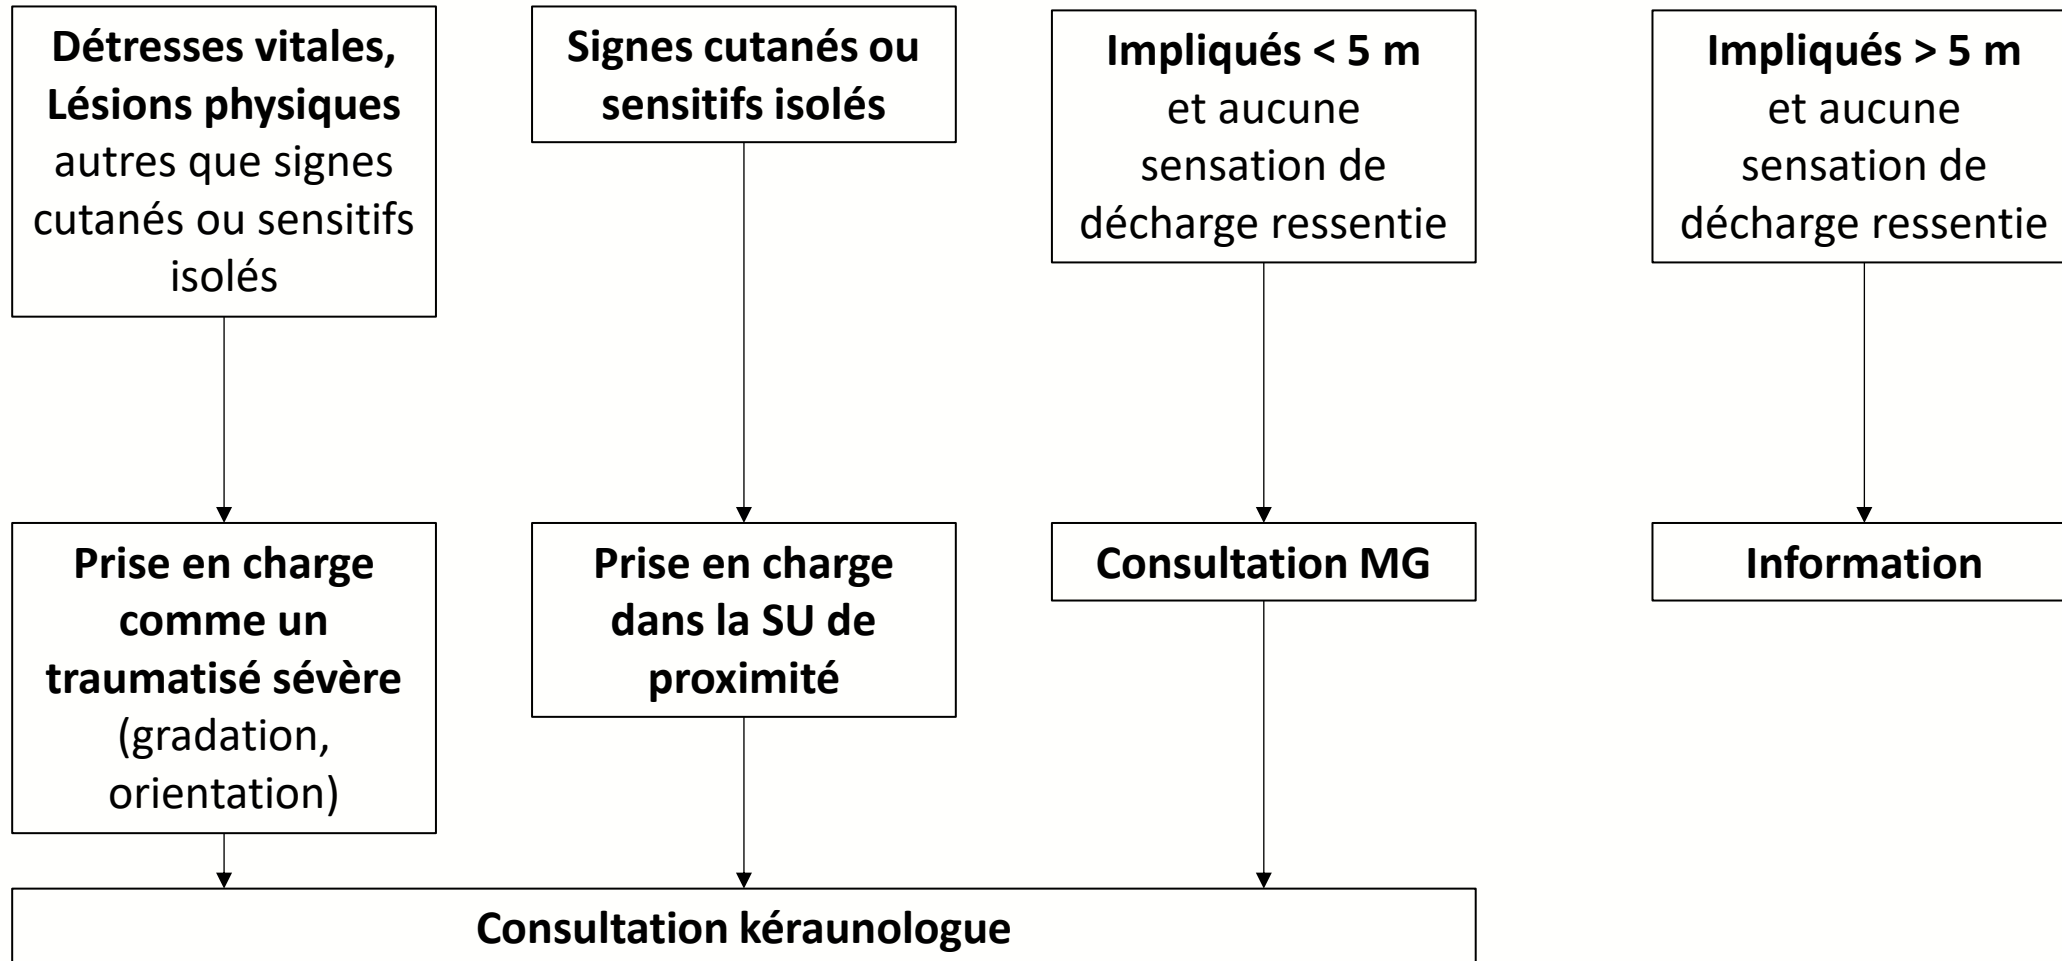 Détresses vitales,
Lésions physiques
autres que signes
cutanés ou sensitifs
isolés
Signes cutanés ou
sensitifs isolés
Impliqués < 5 m
et aucune
sensation de
décharge ressentie
Impliqués > 5 m
et aucune
sensation de
décharge ressentie
Prise en charge
comme un
traumatisé sévère
(gradation,
orientation)
Prise en charge
dans la SU de
proximité
Consultation MG
Information
Consultation kéraunologue